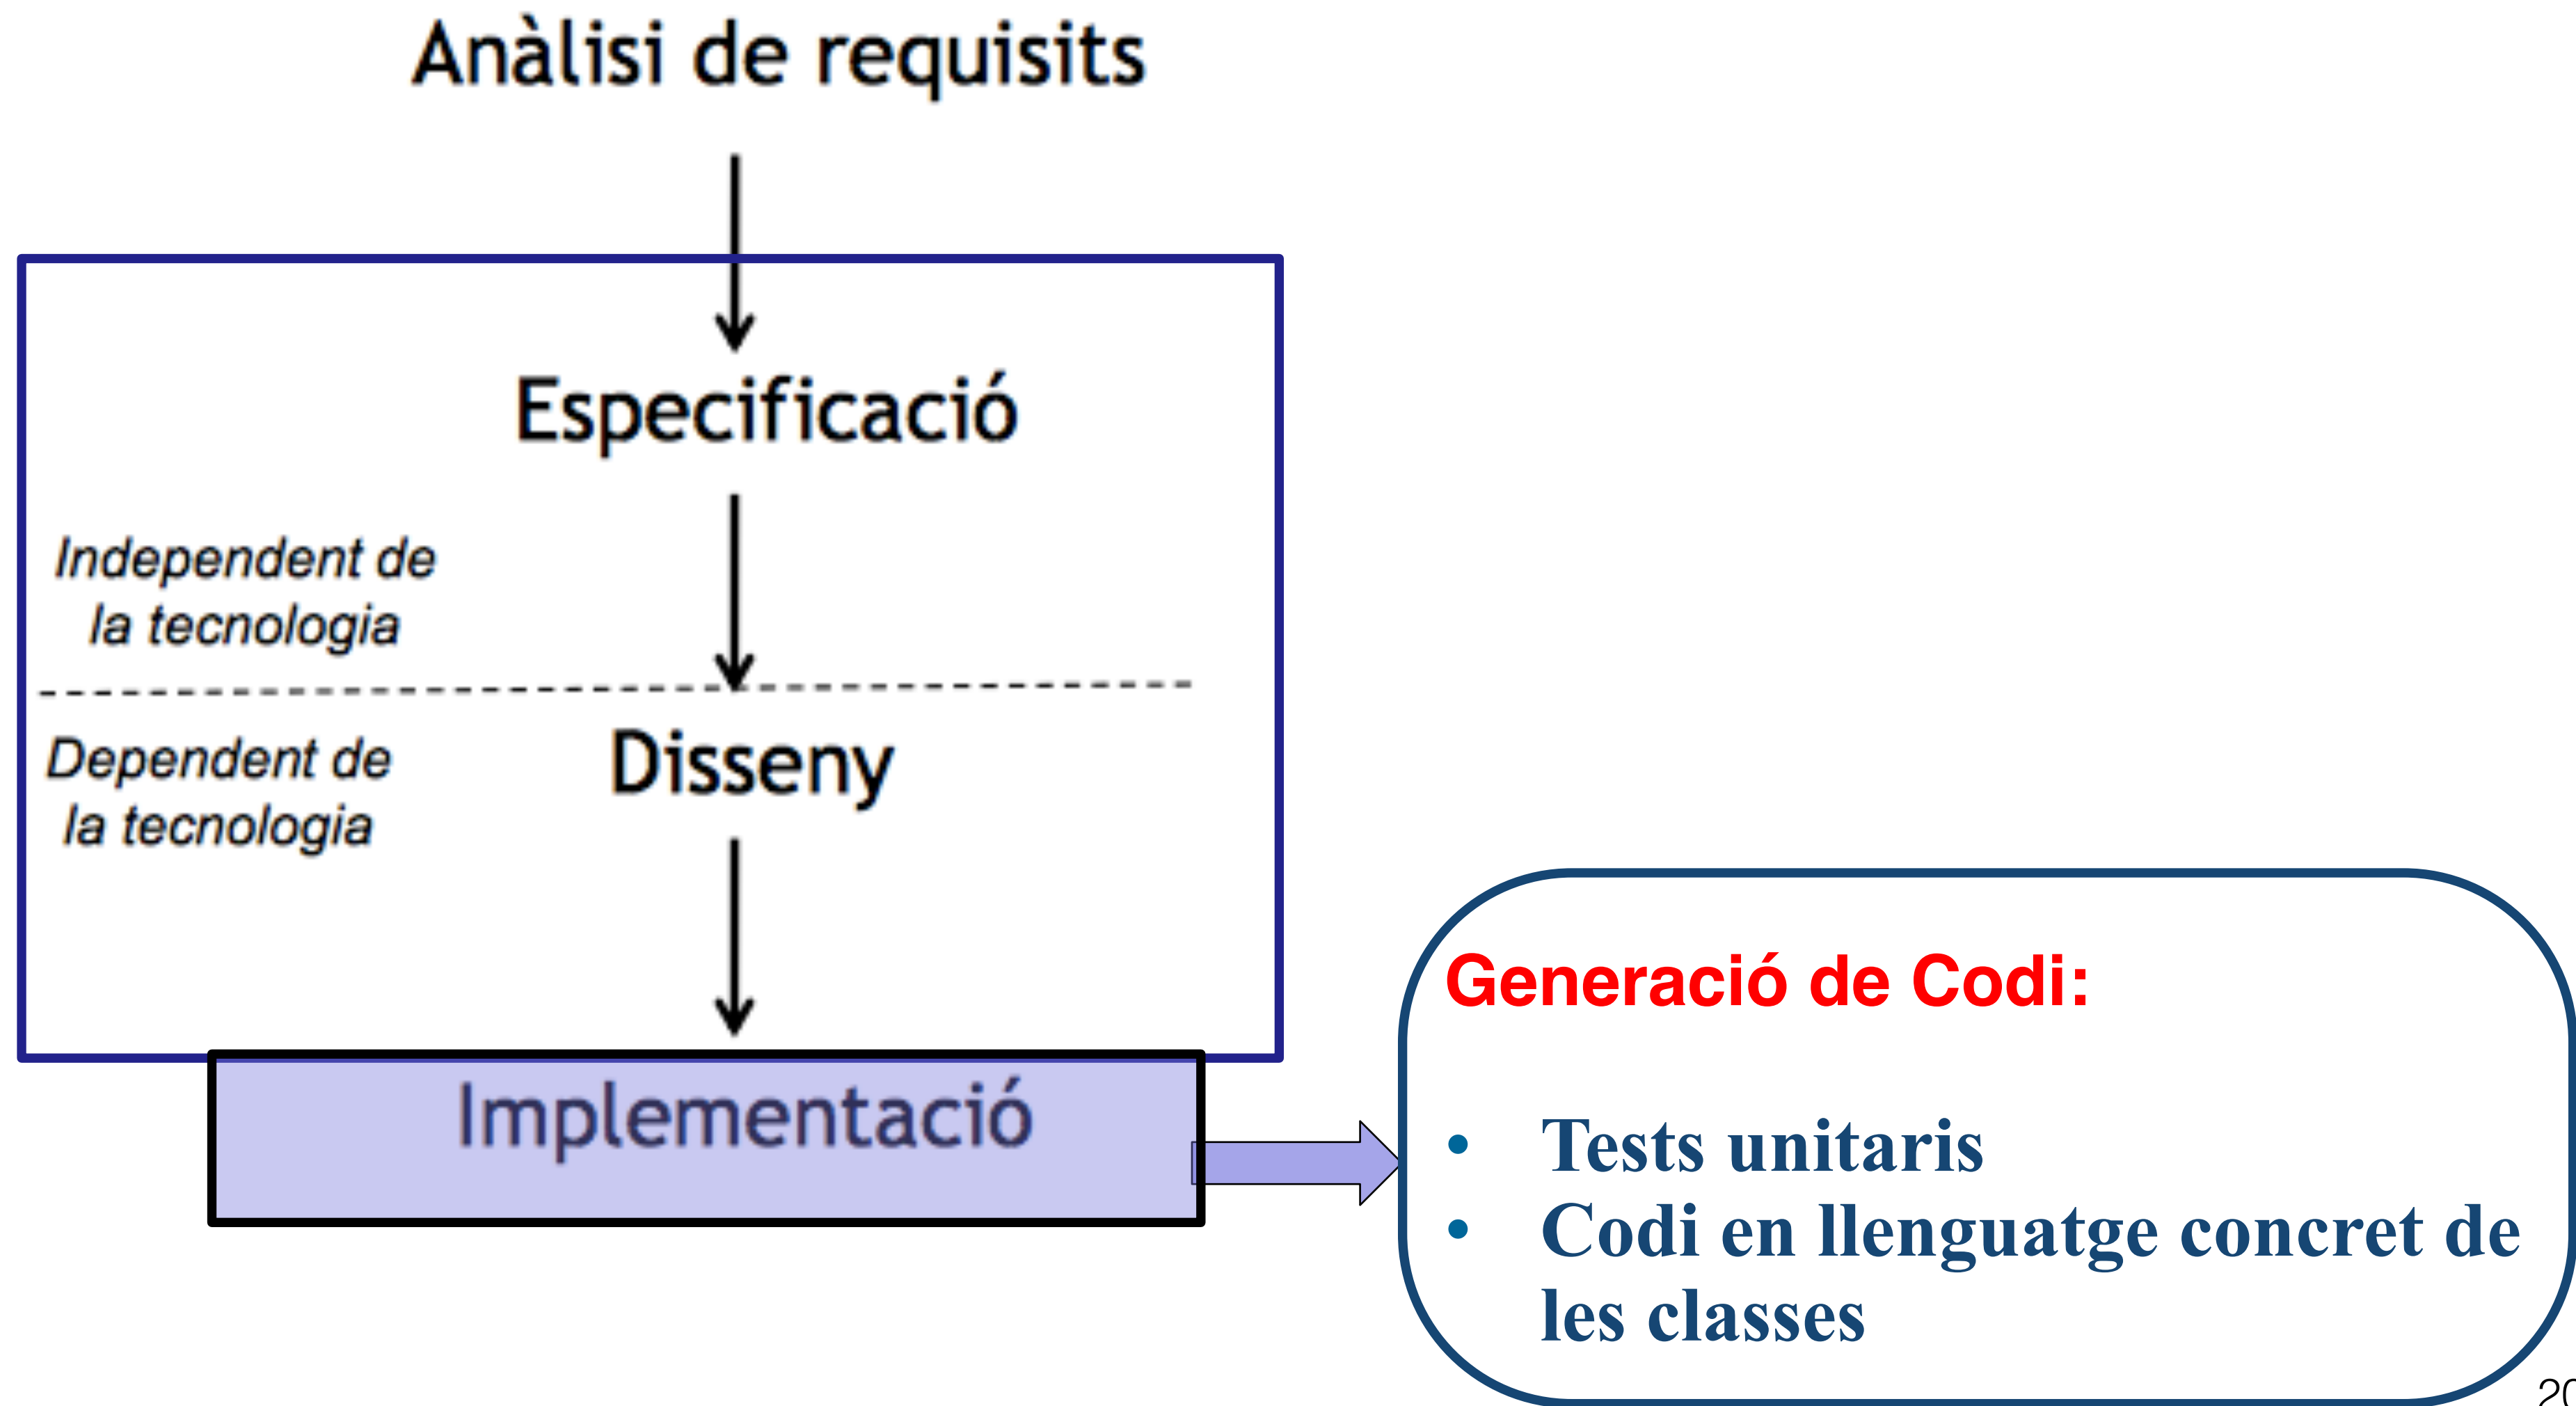 Anàlisi de requisits
Especificació
Independent de
la tecnologia
Dependent de
la tecnologia
Disseny
Implementació
Generació de Codi:
• Tests unitaris
• Codi en llenguatge concret de
les classes